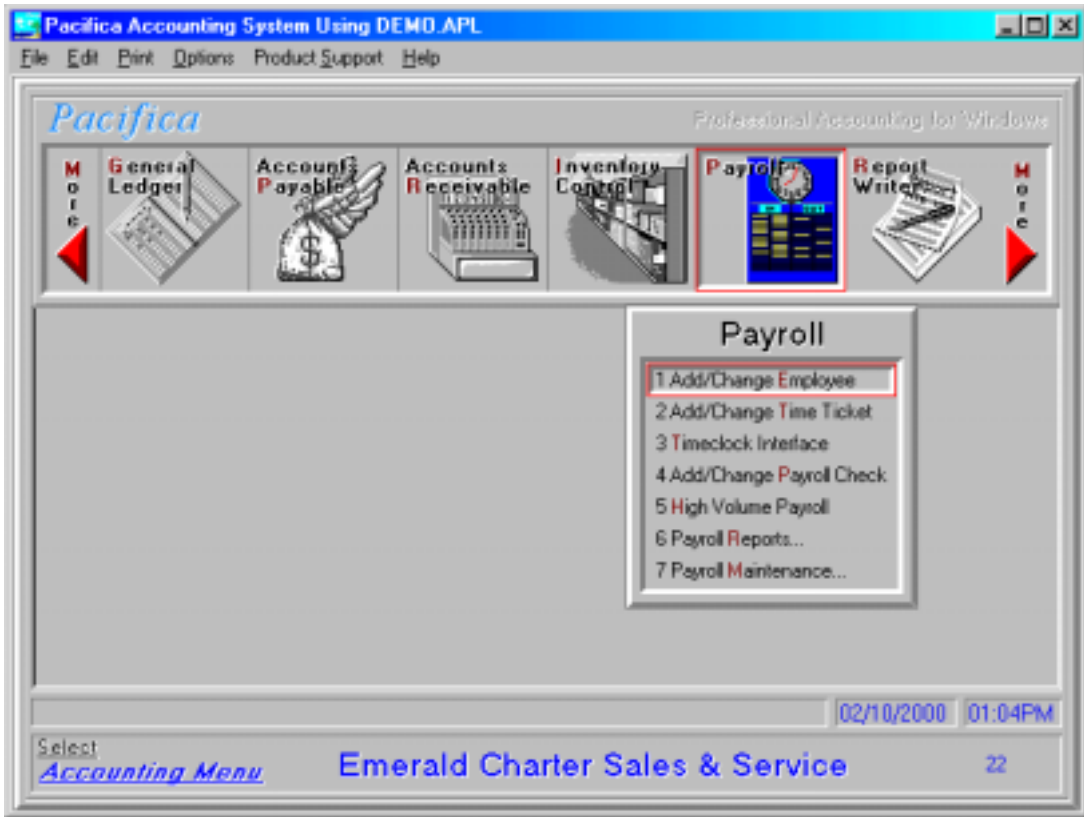 Pacifica Accounting System Using DEMO.APL
File Edit Print Options Product Support Help
Pacifica
Professional Accounting for Windows
More
General
Ledger
Accounts
Payable
Accounts
Receivable
Inventory
Control
Payroll
Report
Writer
More
Payroll
1 Add/Change Employee
2 Add/Change Time Ticket
3 Timeclock Interface
4 Add/Change Payroll Check
5 High Volume Payroll
6 Payroll Reports...
7 Payroll Maintenance...
02/10/2000 01:04PM
Select
Accounting Menu
Emerald Charter Sales & Service
22